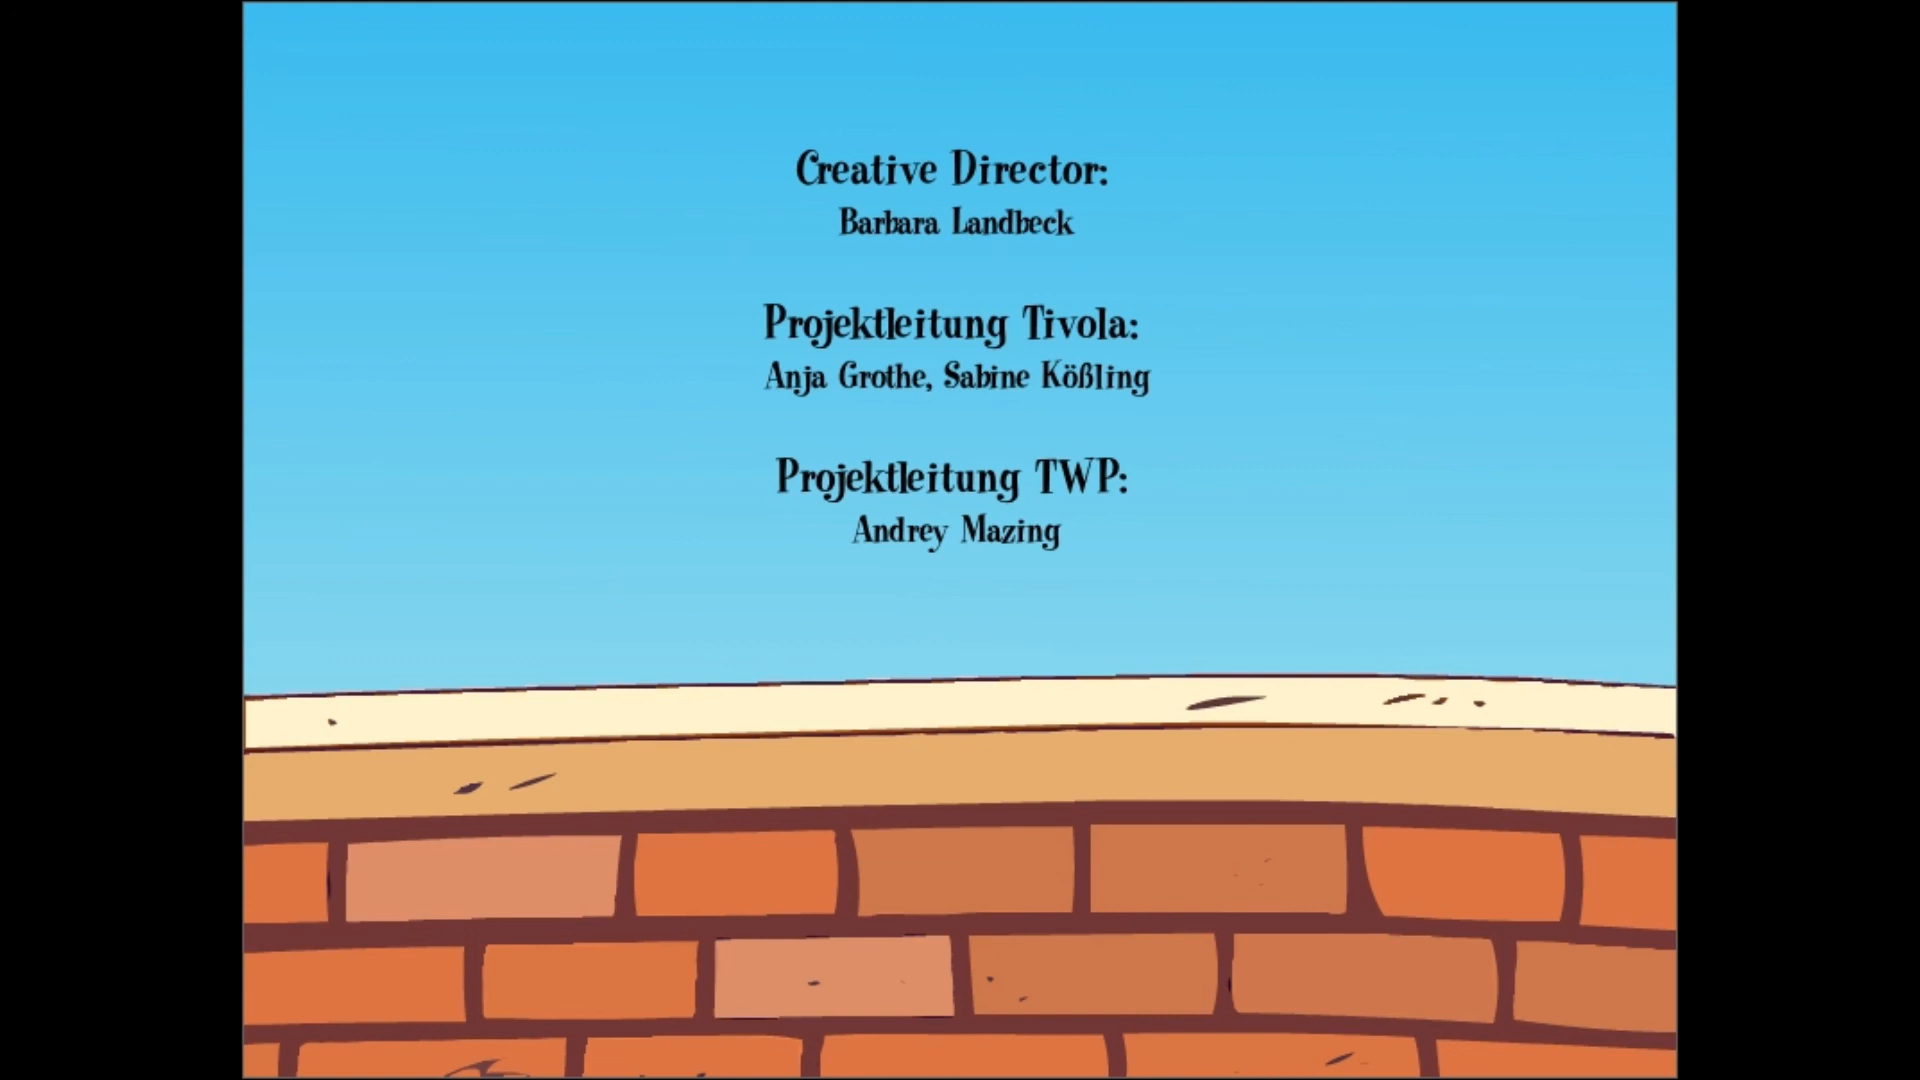 Creative Director:
Barbara Landbeck
Projektleitung Tivola:
Anja Grothe, Sabine Kößling
Projektleitung TWP:
Andrey Mazing